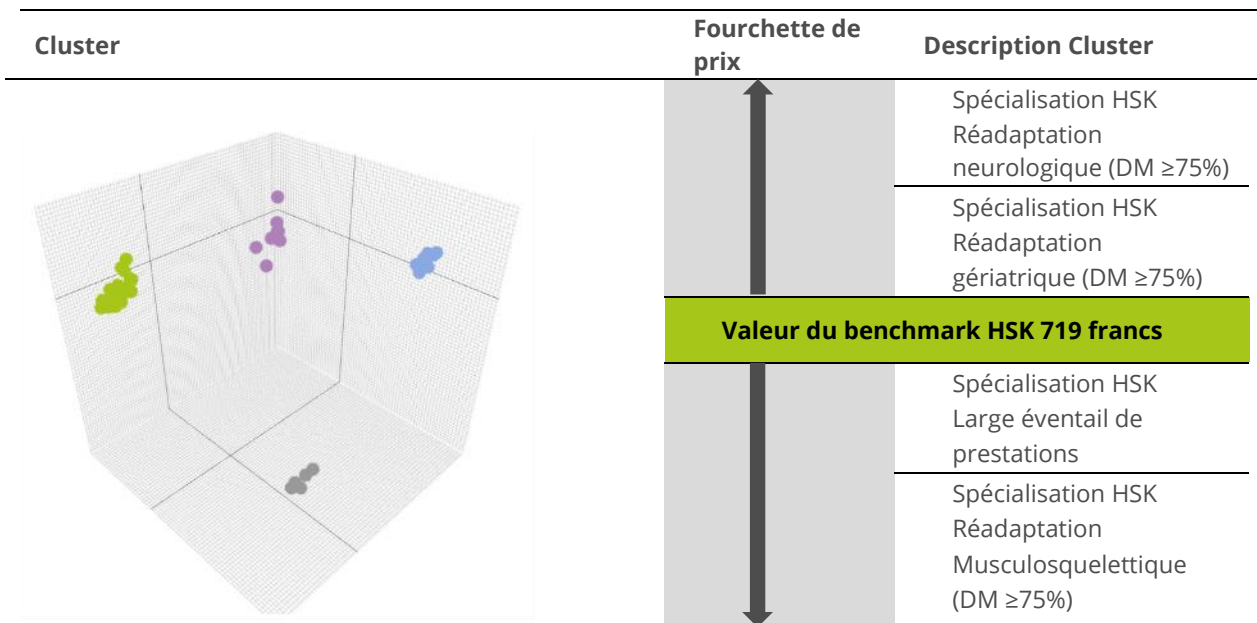 Cluster
Fourchette de
prix
Description Cluster
Spécialisation HSK
Réadaptation
neurologique (DM ≥75%)
Spécialisation HSK
Réadaptation
gériatrique (DM ≥75%)
Valeur du benchmark HSK 719 francs
Spécialisation HSK
Large éventail de
prestations
Spécialisation HSK
Réadaptation
Musculosquelettique
(DM ≥75%)